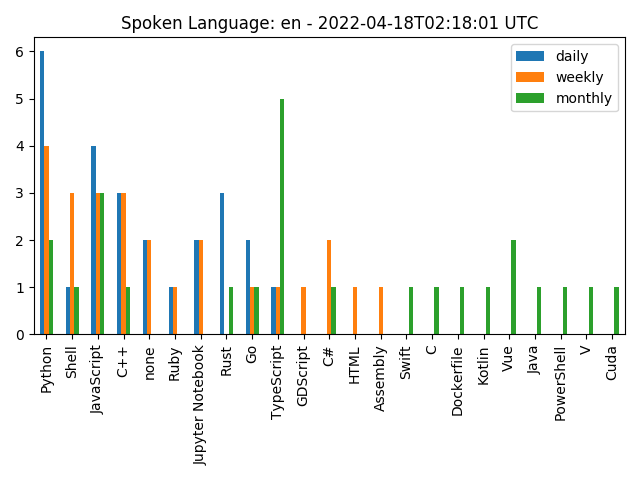 Spoken Language: en - 2022-04-18T02:18:01 UTC
daily
weekly
monthly
6
5
4
3
2
1
0
Python
Shell
JavaScript
C++
none
Ruby
Jupyter Notebook
Rust
Go
TypeScript
GDScript
C#
HTML
Assembly
Swift
C
Dockerfile
Kotlin
Vue
Java
PowerShell
V
Cuda